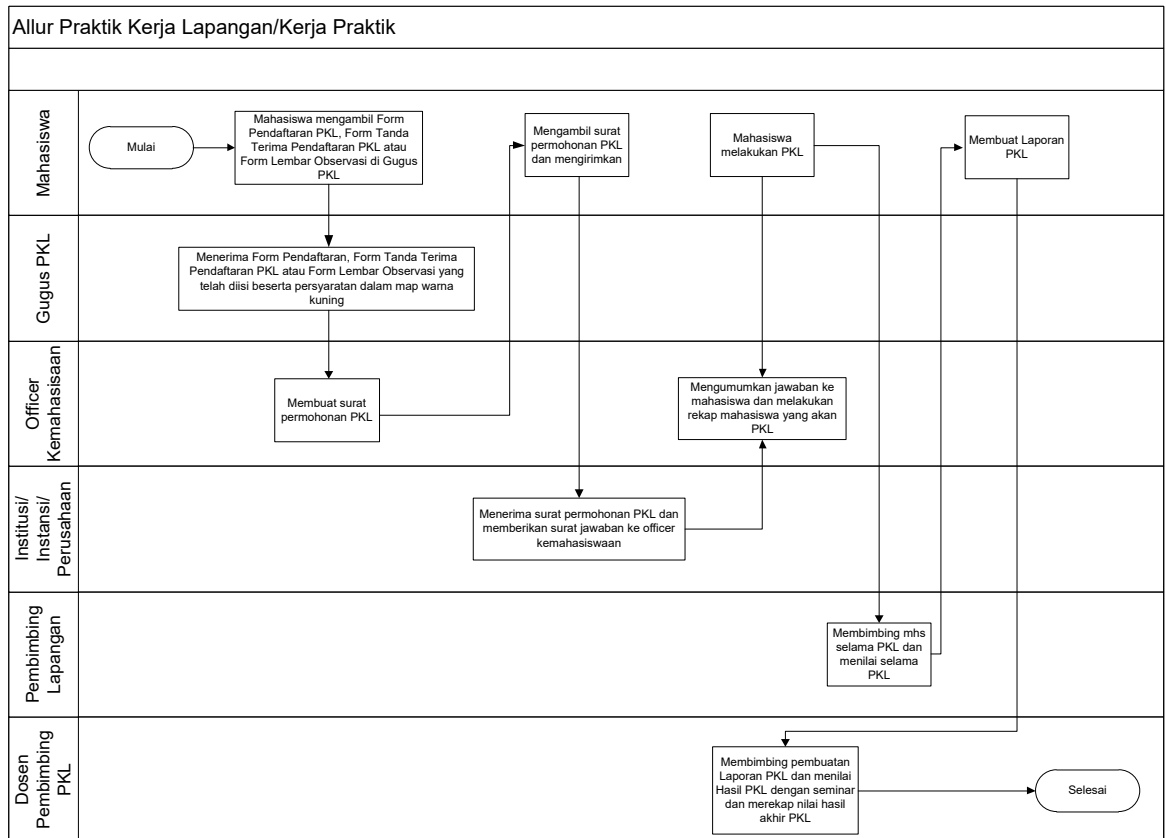 Allur Praktik Kerja Lapangan/Kerja Praktik
Mahasiswa
Mulai
Mahasiswa mengambil Form
Pendaftaran PKL, Form Tanda
Terima Pendaftaran PKL atau
Form Lembar Observasi di Gugus
PKL
Mengambil surat
permohonan PKL
dan mengirimkan
Mahasiswa
melakukan PKL
Membuat Laporan
PKL
Gugus PKL
Menerima Form Pendaftaran, Form Tanda Terima
Pendaftaran PKL atau Form Lembar Observasi yang
telah diisi beserta persyaratan dalam map warna
kuning
Officer
Kemahasisaan
Membuat surat
permohonan PKL
Mengumumkan jawaban ke
mahasiswa dan melakukan
rekap mahasiswa yang akan
PKL
Institusi/
Instansi/
Perusahaan
Menerima surat permohonan PKL dan
memberikan surat jawaban ke officer
kemahasiswaan
Pembimbing
Lapangan
Membimbing mhs
selama PKL dan
menilai selama
PKL
Dosen
Pembimbing
PKL
Membimbing pembuatan
Laporan PKL dan menilai
Hasil PKL dengan seminar
dan merekap nilai hasil
akhir PKL
Selesai